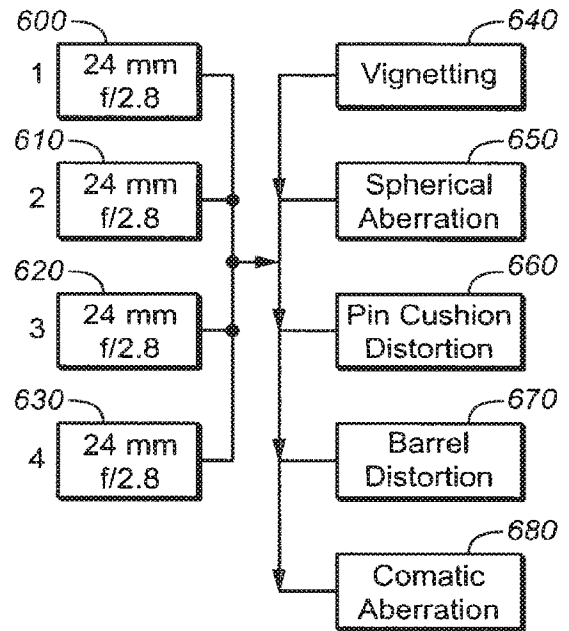 600
1
24 mm
f/2.8
610
2
24 mm
f/2.8
620
3
24 mm
f/2.8
630
4
24 mm
f/2.8
640
Vignetting
650
Spherical
Aberration
660
Pin Cushion
Distortion
670
Barrel
Distortion
680
Comatic
Aberration